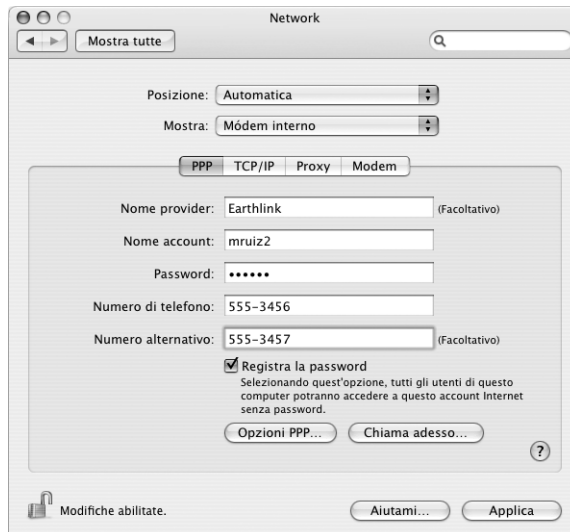 Network
Mostra tutte
Posizione: Automatica
Mostra: Módem interno
PPP TCP/IP Proxy Modem
Nome provider: Earthlink (Facoltativo)
Nome account: mruiz2
Password: ••••••
Numero di telefono: 555-3456
Numero alternativo: 555-3457 (Facoltativo)
Registra la password
Selezionando quest'opzione, tutti gli utenti di questo
computer potranno accedere a questo account Internet
senza password.
Opzioni PPP... Chiama adesso...
?
Modifiche abilitate. Aiutami... Applica